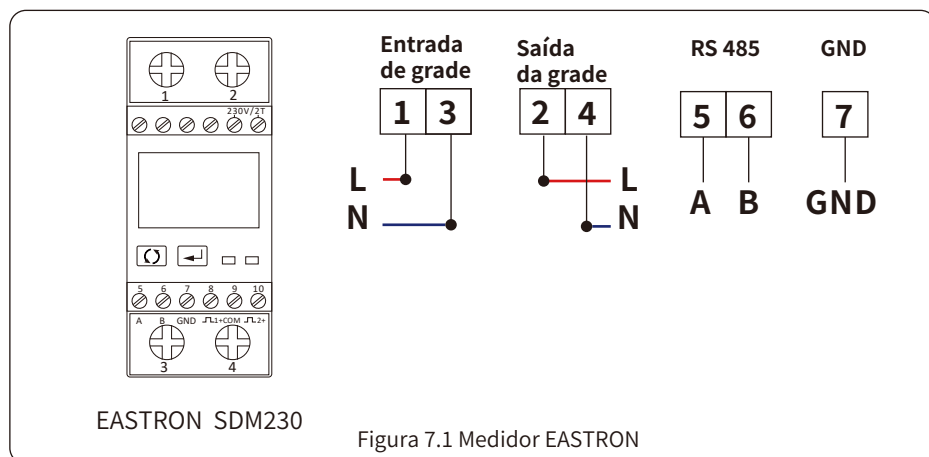 1 2
230V/2T
5 6 7 8 9 10
A B GND 1+COM 2+
3 4
EASTRON SDM230
Entrada
de grade
1 3
L
N
Saída
da grade
2 4
L
N
RS 485
5 6
A B
GND
7
GND
Figura 7.1 Medidor EASTRON